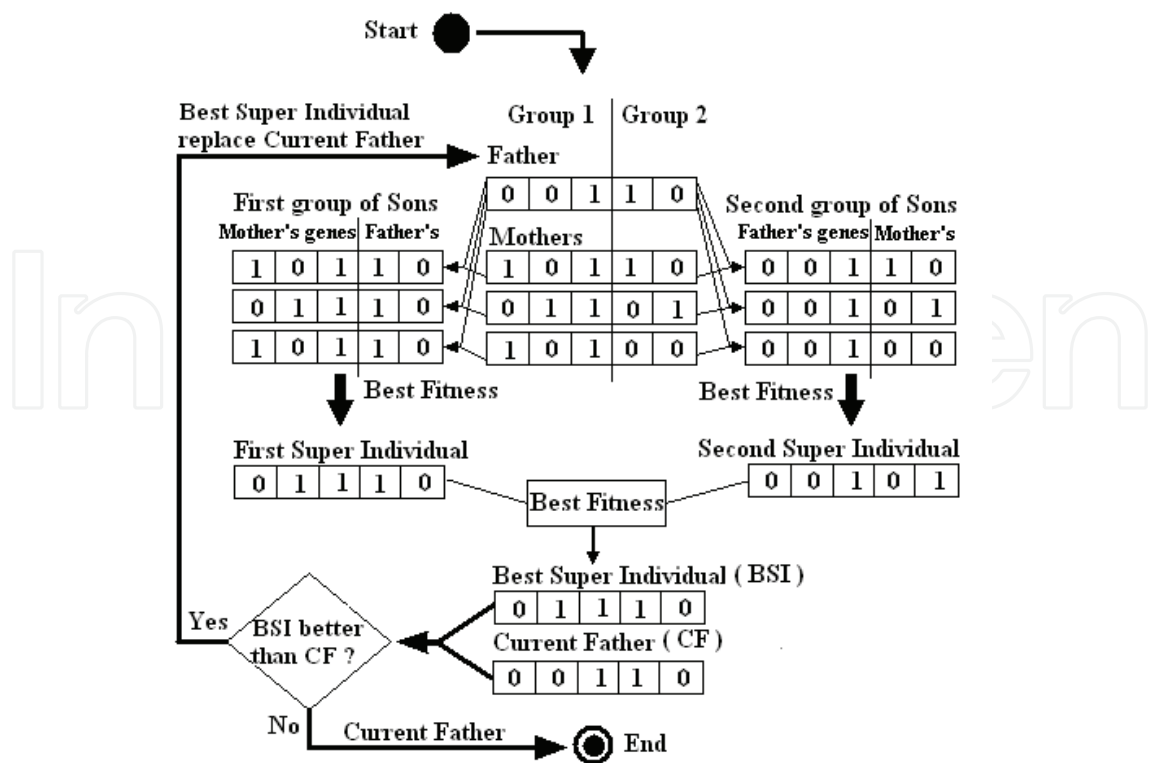 Start
Best Super Individual
replace Current Father
Group 1 Group 2
Father
0 0 1 1 0
First group of Sons
Mother's genes Father's
1 0 1 1 0
0 1 1 1 0
1 0 1 1 0
Mothers
1 0 1 1 0
0 1 1 0 1
1 0 1 0 0
Second group of Sons
Father's genes Mother's
0 0 1 1 0
0 0 1 0 1
0 0 1 0 0
Best Fitness
Best Fitness
First Super Individual
0 1 1 1 0
Second Super Individual
0 0 1 0 1
Best Fitness
Best Super Individual ( BSI )
0 1 1 1 0
Current Father ( CF )
0 0 1 1 0
BSI better
than CF ?
Yes
No
Current Father
End